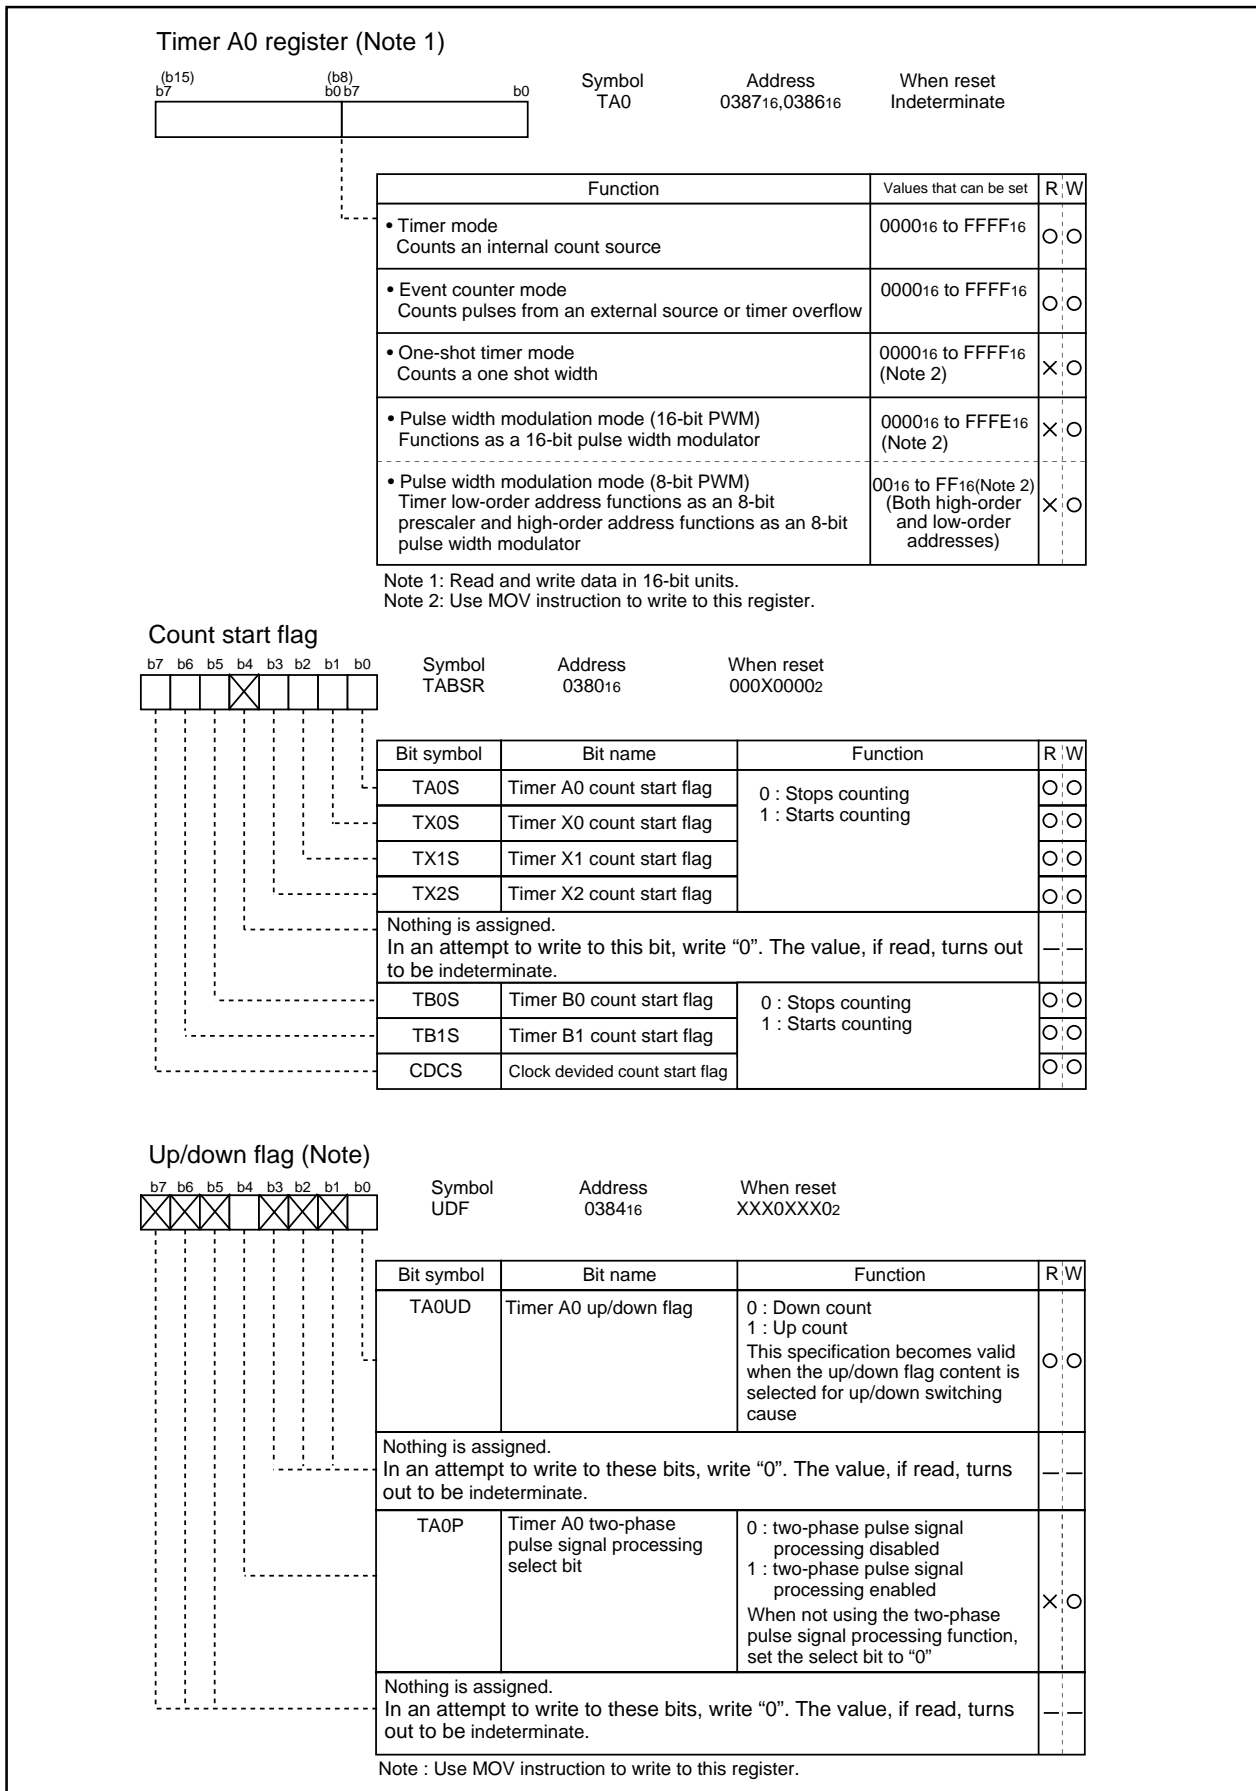 Timer A0 register (Note 1)
(b15) (b8)
b7 b0 b7 b0
Symbol Address When reset
TA0 038716,038616 Indeterminate
Function Values that can be set R W
• Timer mode 000016 to FFFF16
Counts an internal count source
• Event counter mode 000016 to FFFF16
Counts pulses from an external source or timer overflow
• One-shot timer mode 000016 to FFFF16
Counts a one shot width (Note 2)
• Pulse width modulation mode (16-bit PWM) 000016 to FFFE16
Functions as a 16-bit pulse width modulator (Note 2)
• Pulse width modulation mode (8-bit PWM) 0016 to FF16(Note 2)
Timer low-order address functions as an 8-bit (Both high-order
prescaler and high-order address functions as an 8-bit and low-order
pulse width modulator addresses)
Note 1: Read and write data in 16-bit units.
Note 2: Use MOV instruction to write to this register.
Count start flag
b7 b6 b5 b4 b3 b2 b1 b0
Symbol Address When reset
TABSR 038016 000X00002
Bit symbol Bit name Function R W
TA0S Timer A0 count start flag 0 : Stops counting
TX0S Timer X0 count start flag 1 : Starts counting
TX1S Timer X1 count start flag
TX2S Timer X2 count start flag
Nothing is assigned.
In an attempt to write to this bit, write “0”. The value, if read, turns out
to be indeterminate.
TB0S Timer B0 count start flag 0 : Stops counting
TB1S Timer B1 count start flag 1 : Starts counting
CDCS Clock devided count start flag
Up/down flag (Note)
b7 b6 b5 b4 b3 b2 b1 b0
Symbol Address When reset
UDF 038416 XXX0XXX02
Bit symbol Bit name Function R W
TA0UD Timer A0 up/down flag 0 : Down count
1 : Up count
This specification becomes valid
when the up/down flag content is
selected for up/down switching
cause
Nothing is assigned.
In an attempt to write to these bits, write “0”. The value, if read, turns
out to be indeterminate.
TA0P Timer A0 two-phase 0 : two-phase pulse signal
pulse signal processing processing disabled
select bit 1 : two-phase pulse signal
processing enabled
When not using the two-phase
pulse signal processing function,
set the select bit to “0”
Nothing is assigned.
In an attempt to write to these bits, write “0”. The value, if read, turns
out to be indeterminate.
Note : Use MOV instruction to write to this register.